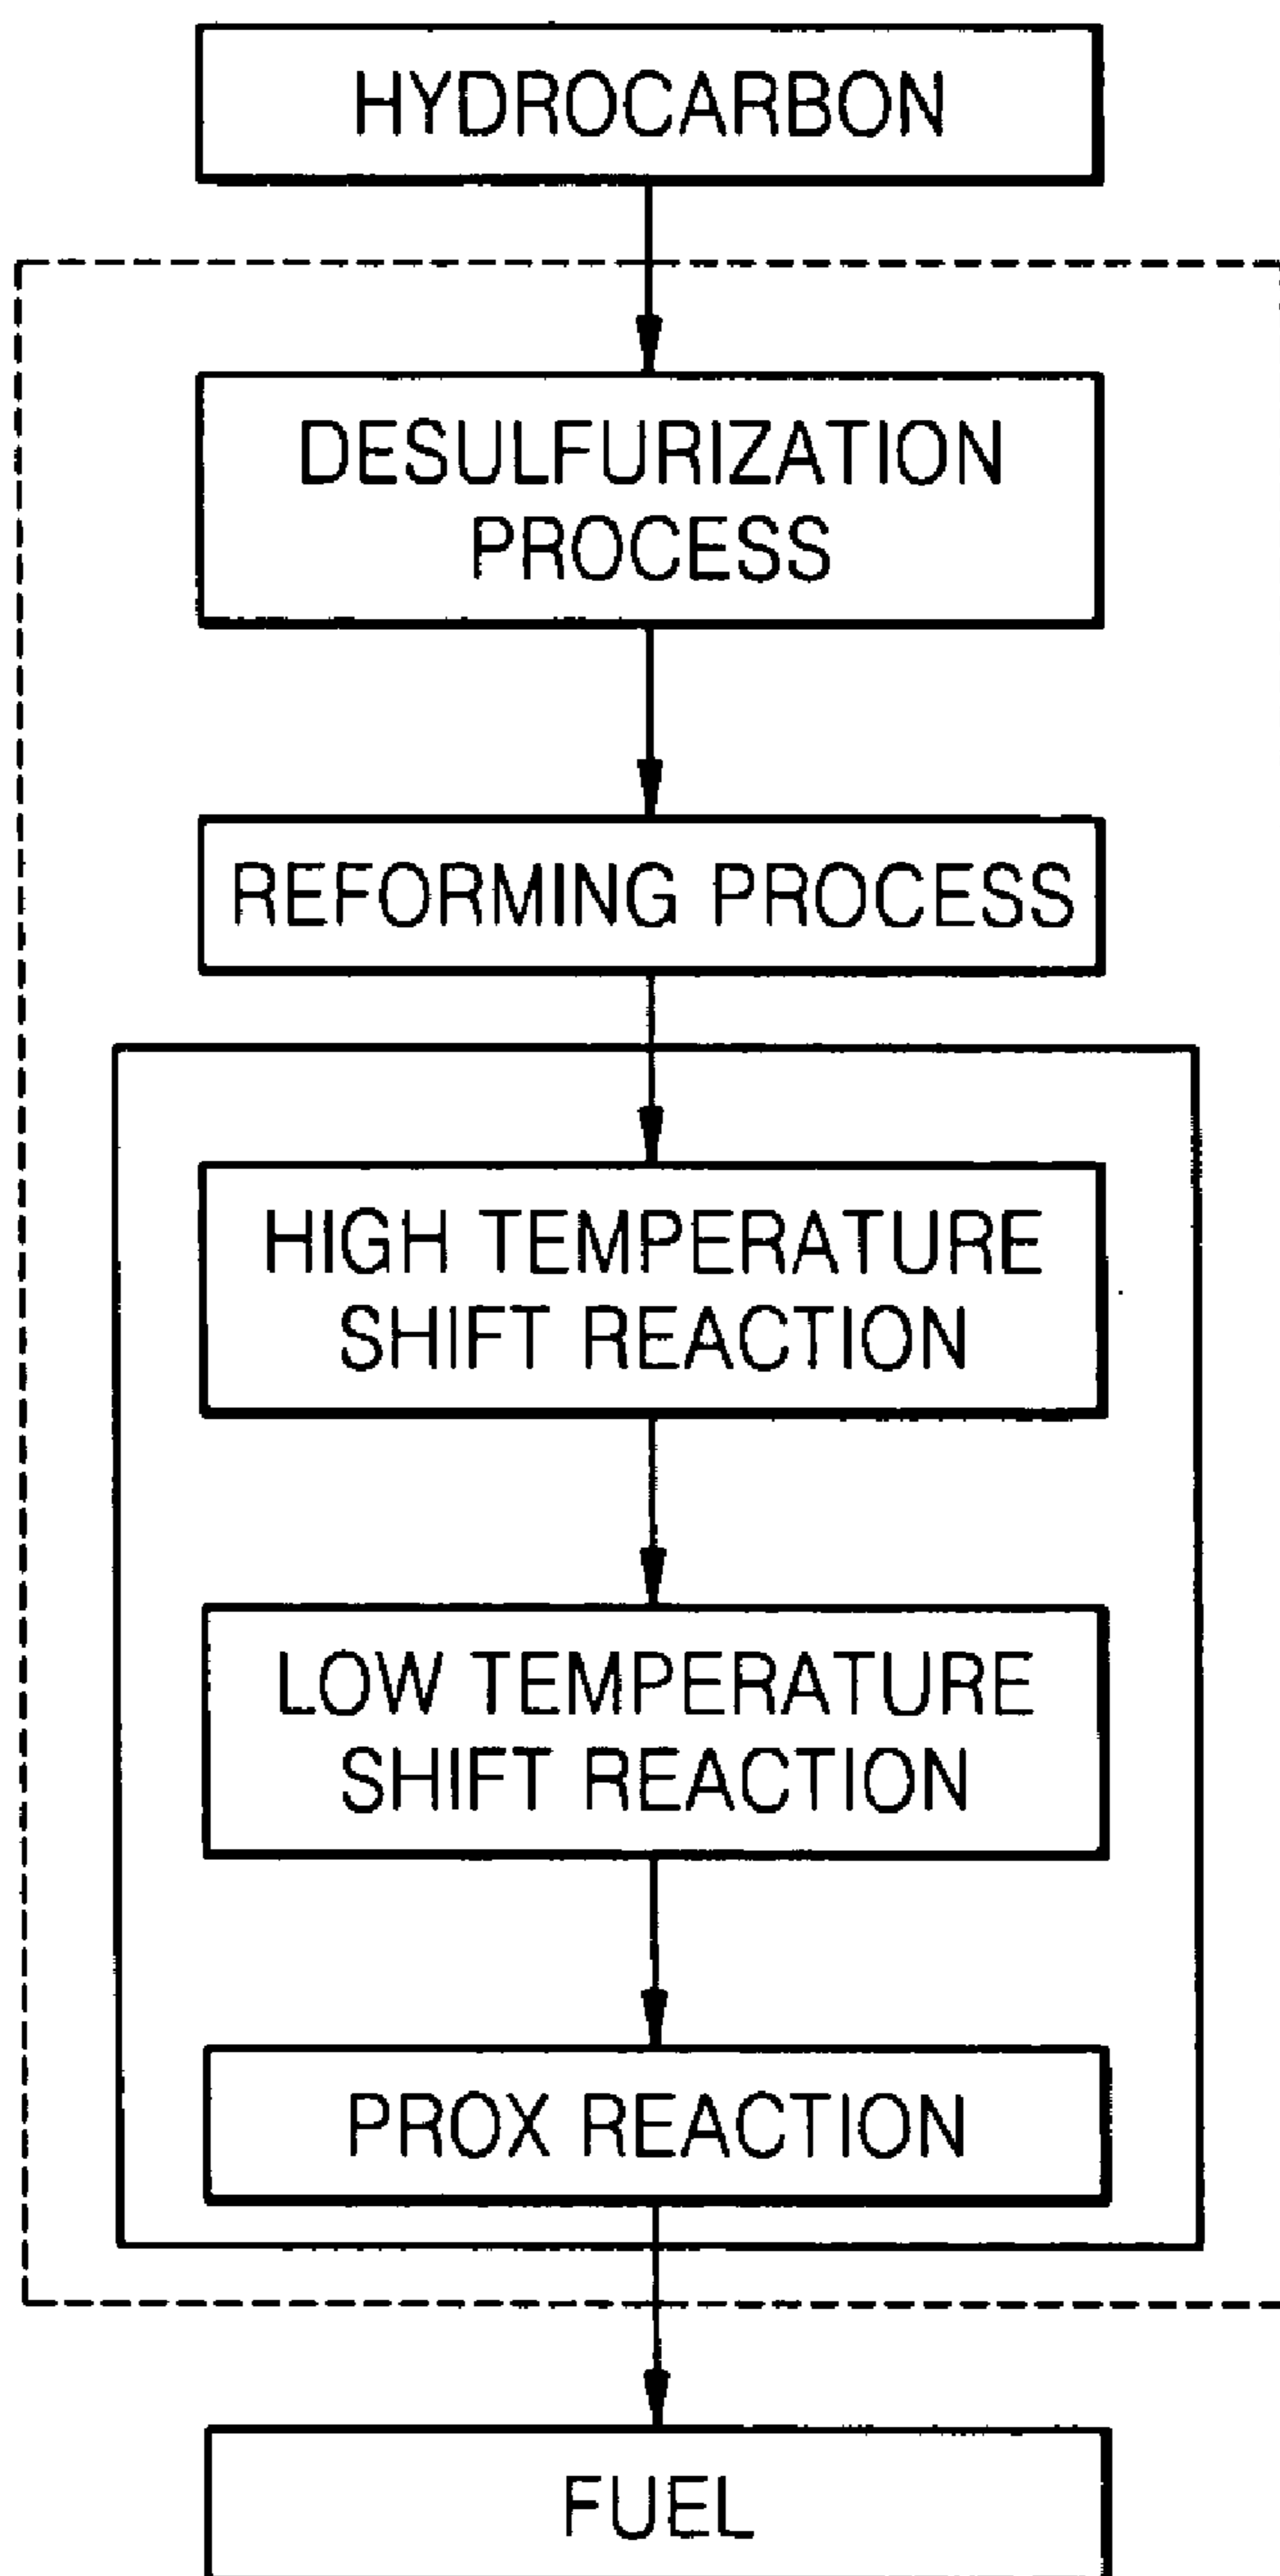 HYDROCARBON
DESULFURIZATION
PROCESS
REFORMING PROCESS
HIGH TEMPERATURE
SHIFT REACTION
LOW TEMPERATURE
SHIFT REACTION
PROX REACTION
FUEL